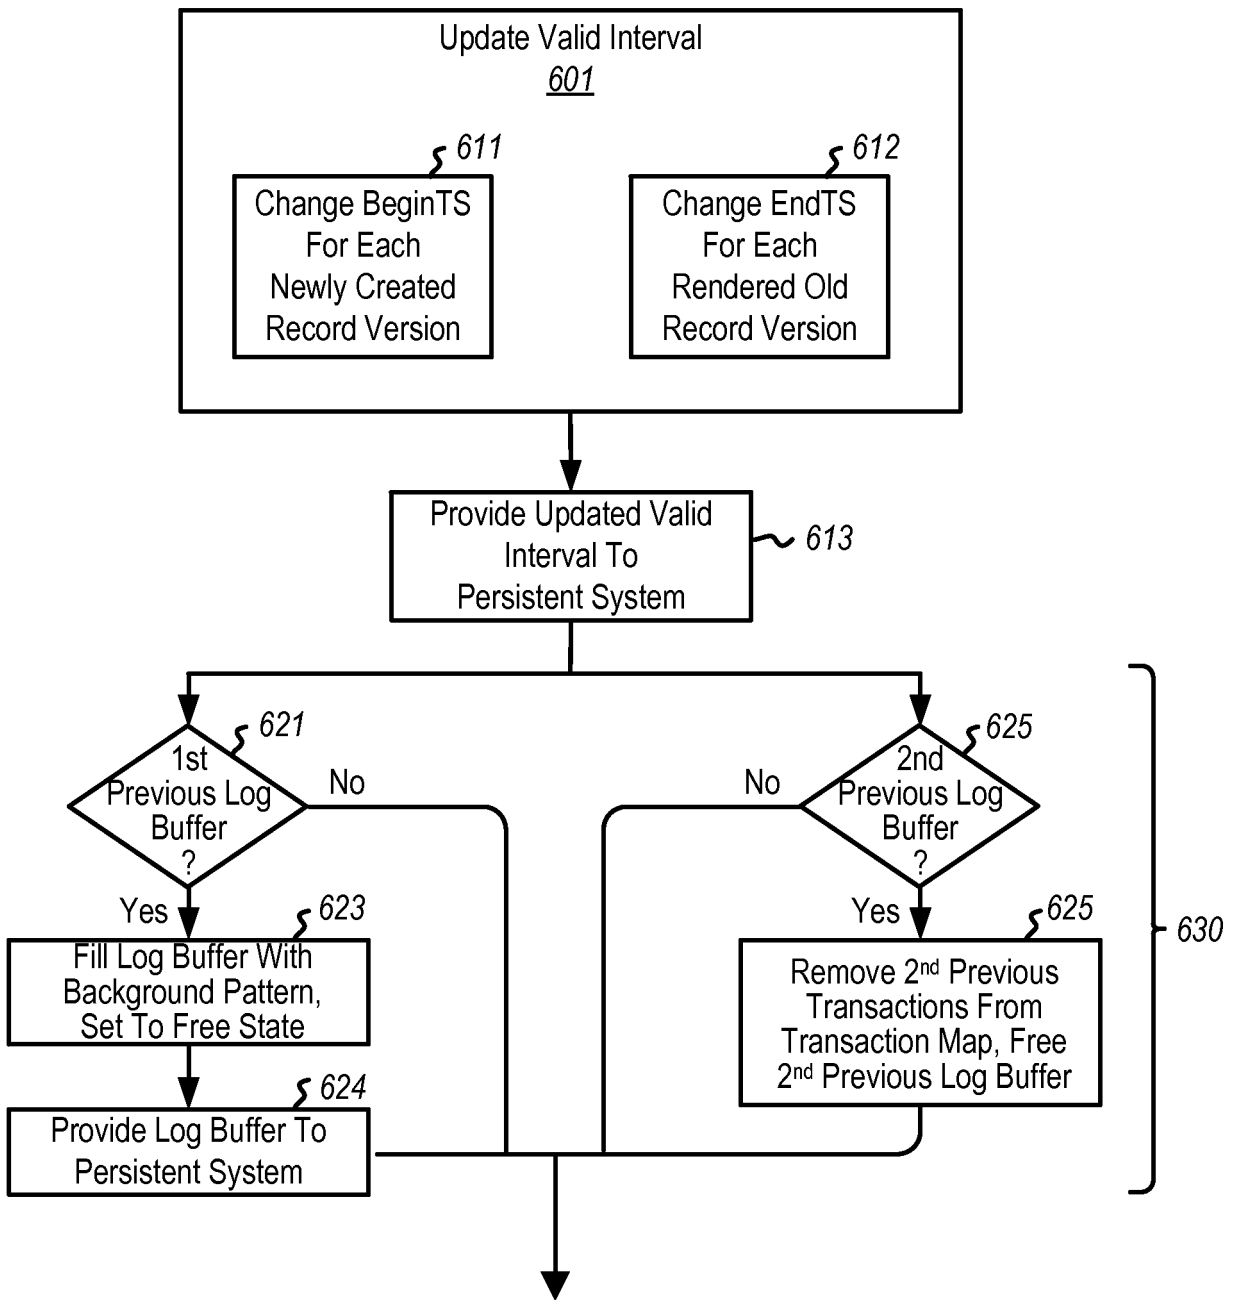 Update Valid Interval
601
611
Change BeginTS
For Each
Newly Created
Record Version
612
Change EndTS
For Each
Rendered Old
Record Version
Provide Updated Valid
Interval To
Persistent System
613
621
1st
Previous Log
Buffer
?
No
Yes
625
2nd
Previous Log
Buffer
?
No
Yes
623
Fill Log Buffer With
Background Pattern,
Set To Free State
624
Provide Log Buffer To
Persistent System
625
Remove 2nd Previous
Transactions From
Transaction Map, Free
2nd Previous Log Buffer
630